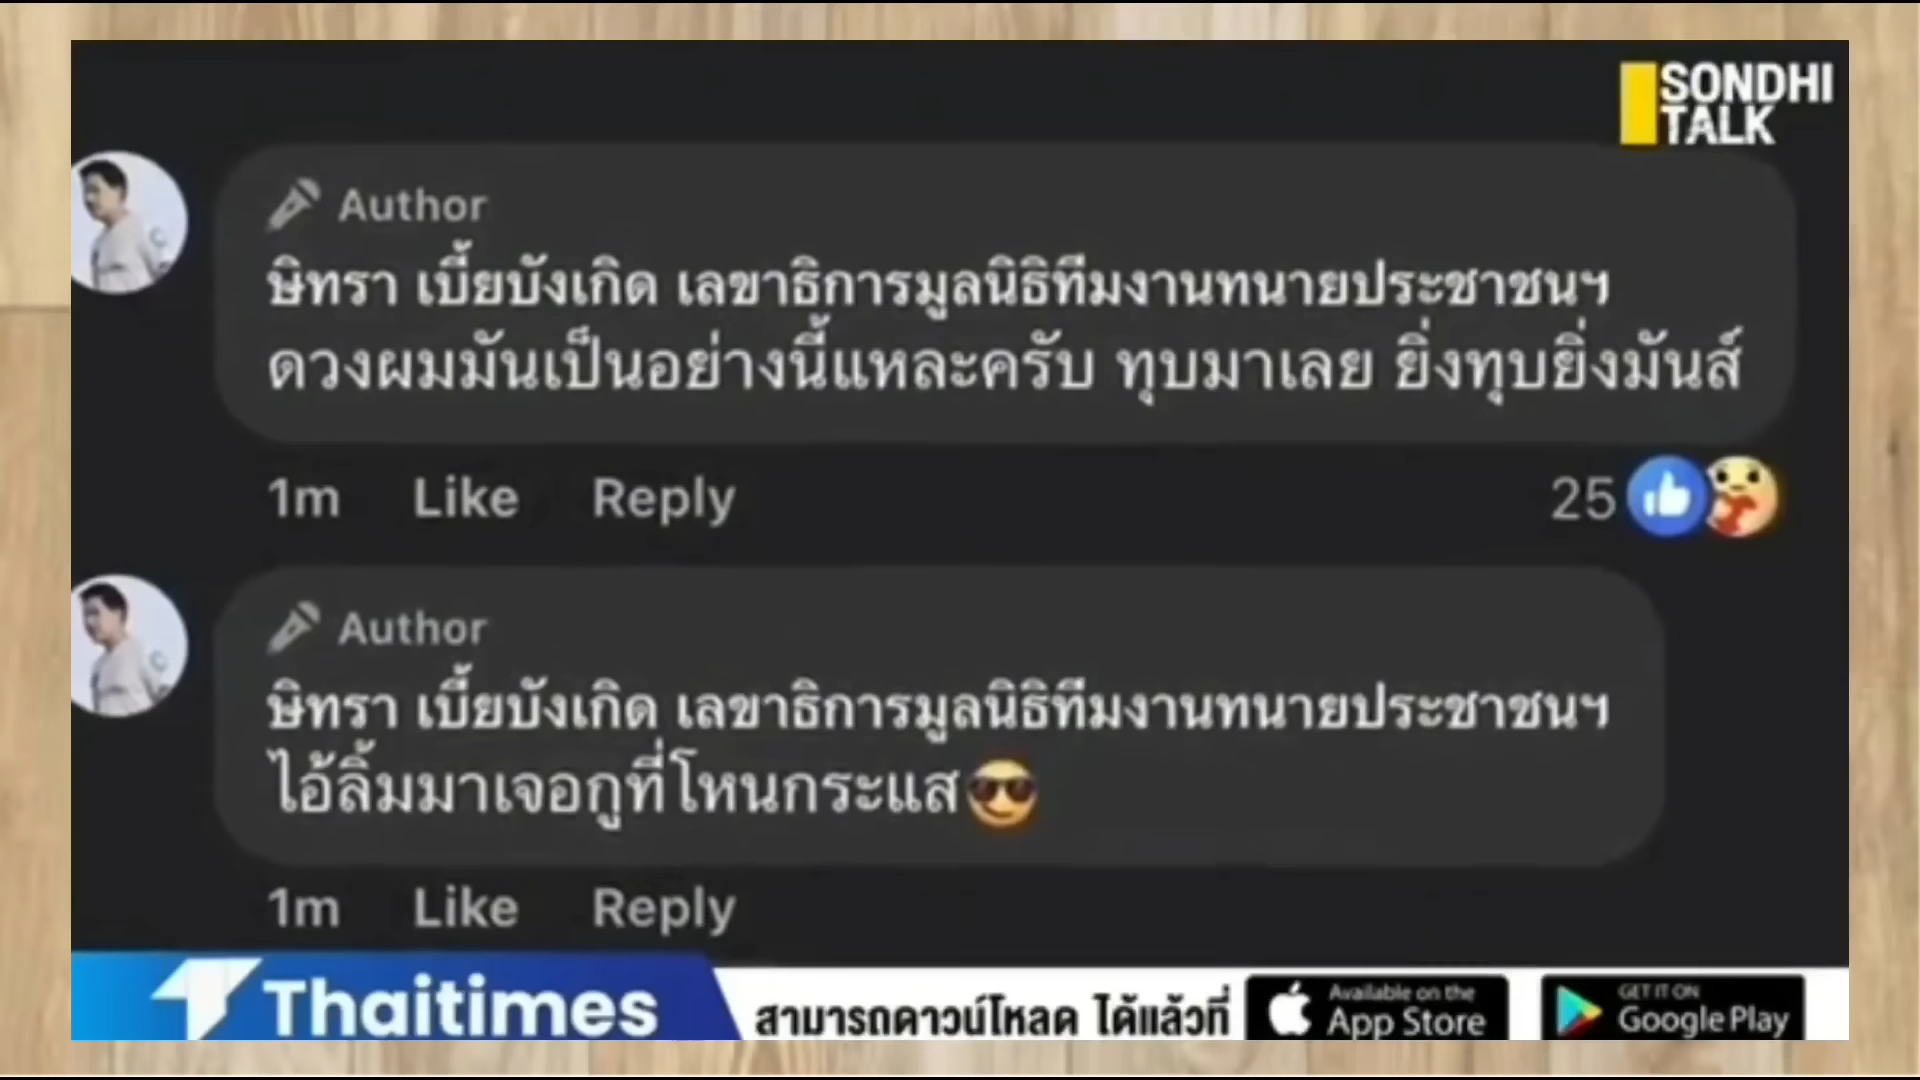 SONDHI
TALK
Author
ษิทรา เบี้ยบังเกิด เลขาธิการมูลนิธิทีมงานทนายประชาชนฯ
ดวงผมมันเป็นอย่างนี้แหละครับ ทุบมาเลย ยิ่งทุบยิ่งมันส์
1m Like Reply 25
Author
ษิทรา เบี้ยบังเกิด เลขาธิการมูลนิธิทีมงานทนายประชาชนฯ
ไอ้ลิ้มมาเจอกูที่โหนกระแส😎
1m Like Reply
Thaitimes สามารถดาวน์โหลด ได้แล้วที่ Available on the App Store GET IT ON Google Play